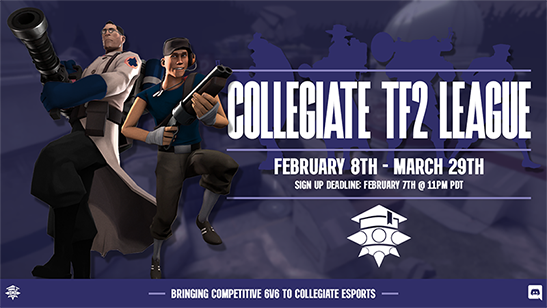 COLLEGIATE TF2 LEAGUE
FEBRUARY 8TH - MARCH 29TH
SIGN UP DEADLINE: FEBRUARY 7TH @ 11PM PDT
BRINGING COMPETITIVE 6V6 TO COLLEGIATE ESPORTS